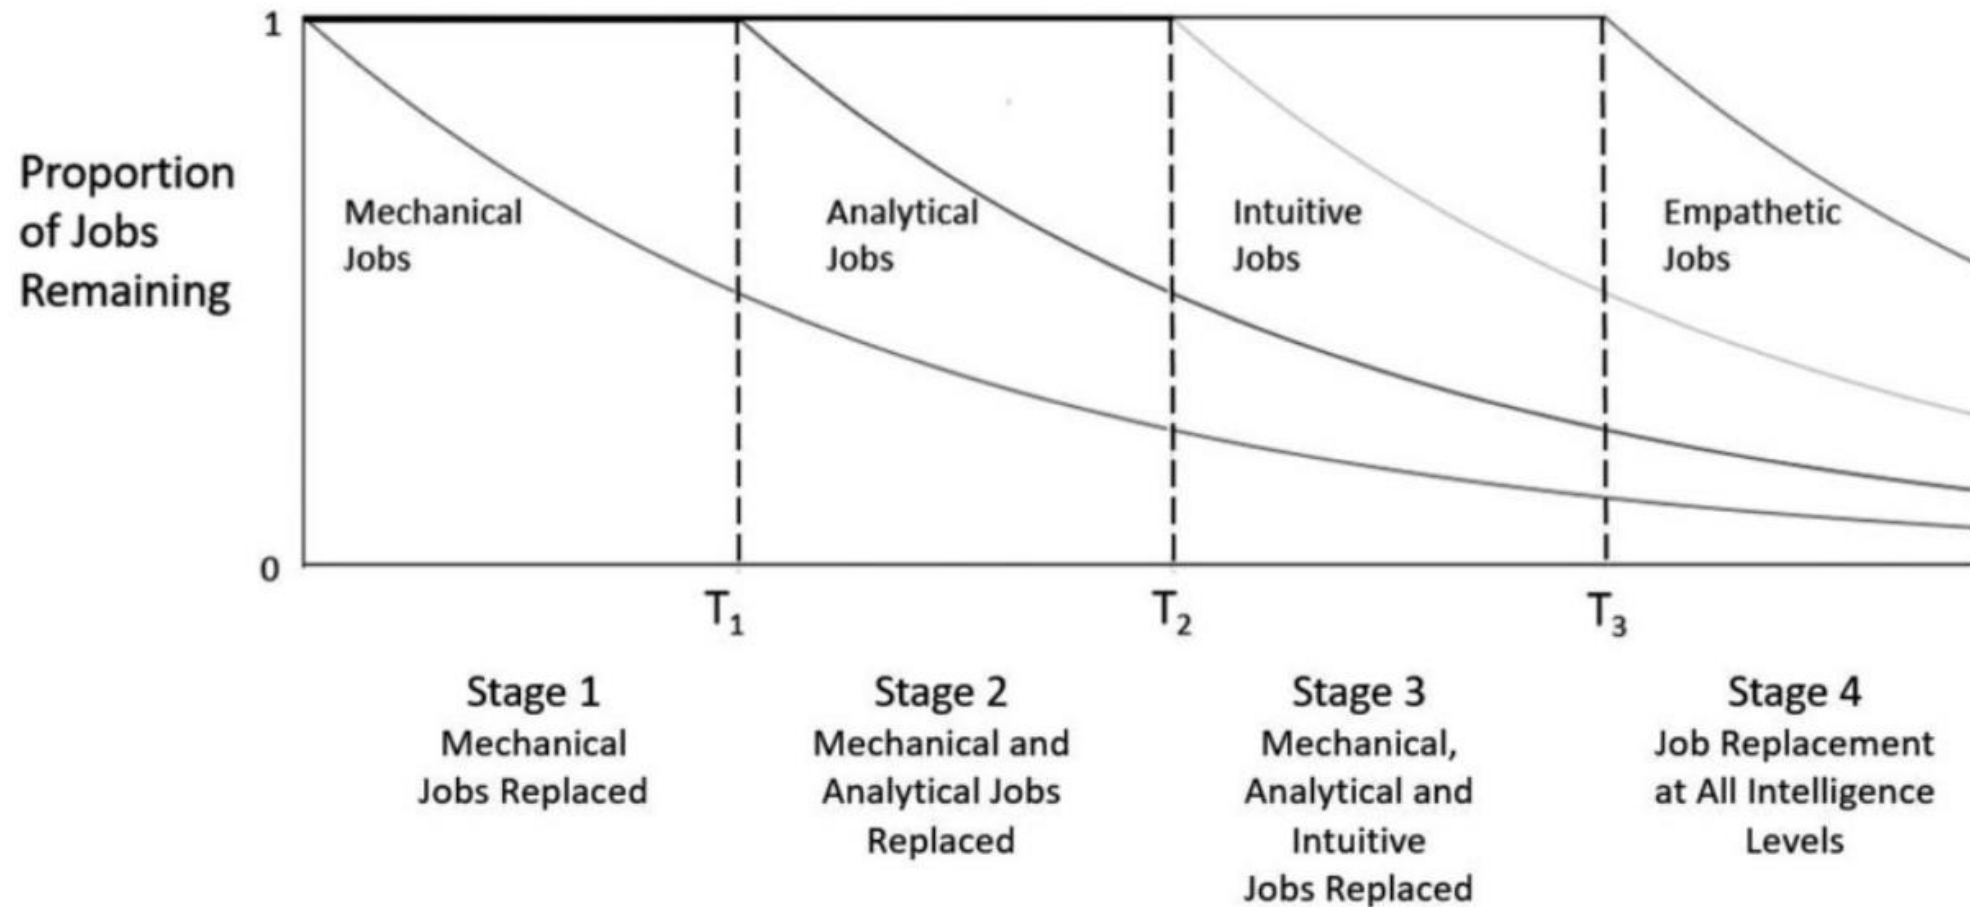 1
Proportion
of Jobs
Remaining
Mechanical
Jobs
Analytical
Jobs
Intuitive
Jobs
Empathetic
Jobs
0
T₁
T₂
T₃
Stage 1
Mechanical
Jobs Replaced
Stage 2
Mechanical and
Analytical Jobs
Replaced
Stage 3
Mechanical,
Analytical and
Intuitive
Jobs Replaced
Stage 4
Job Replacement
at All Intelligence
Levels